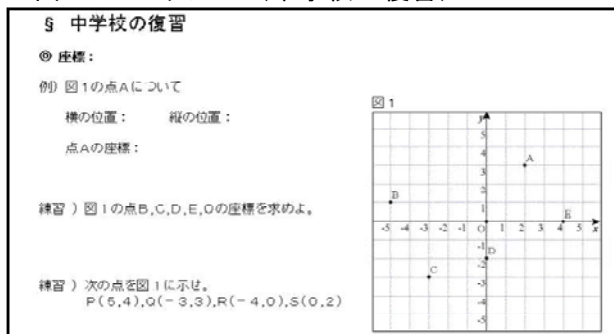 § 中学校の復習
◎ 座標：
例) 図1の点Aについて
横の位置： 縦の位置：
点Aの座標：
練習 ) 図1の点B,C,D,E,Oの座標を求めよ。
練習 ) 次の点を図1に示せ。
P(5,4),Q(-3,3),R(-4,0),S(0,2)
図1
y
5
4
A
3
2
B
1
E
-5 -4 -3 -2 -1 O 1 2 3 4 5 x
-1
D
-2
C
-3
-4
-5